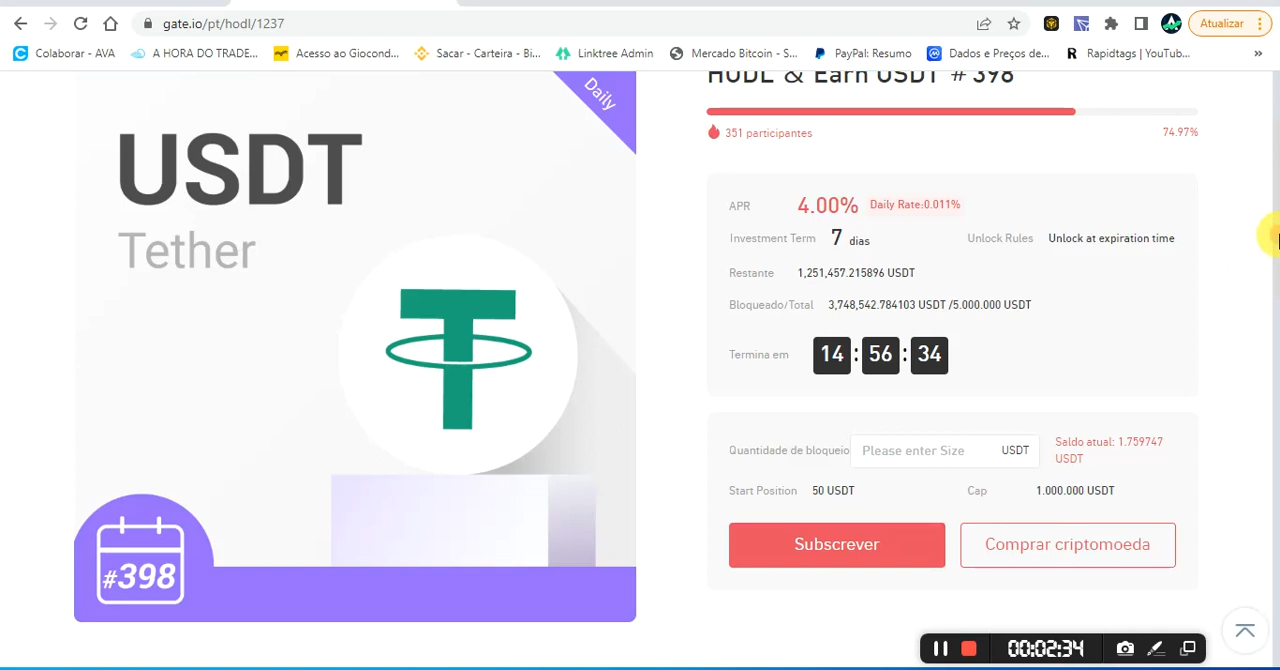 gate.io/pt/hodl/1237
Atualizar
Colaborar - AVA
A HORA DO TRADE...
Acesso ao Giocond...
Sacar - Carteira - Bi...
Linktree Admin
Mercado Bitcoin - S...
PayPal: Resumo
Dados e Preços de...
Rapidtags | YouTub...
»
HODL & Earn USDT #398
Daily
351 participantes
74.97%
USDT
Tether
APR
4.00%
Daily Rate:0.011%
Investment Term
7 dias
Unlock Rules
Unlock at expiration time
Restante
1,251,457.215896 USDT
Bloqueado/Total
3,748,542.784103 USDT /5.000.000 USDT
Termina em
14 : 56 : 34
Quantidade de bloqueio
Please enter Size
USDT
Saldo atual: 1.759747
USDT
Start Position
50 USDT
Cap
1.000.000 USDT
Subscrever
Comprar criptomoeda
#398
00:02:34